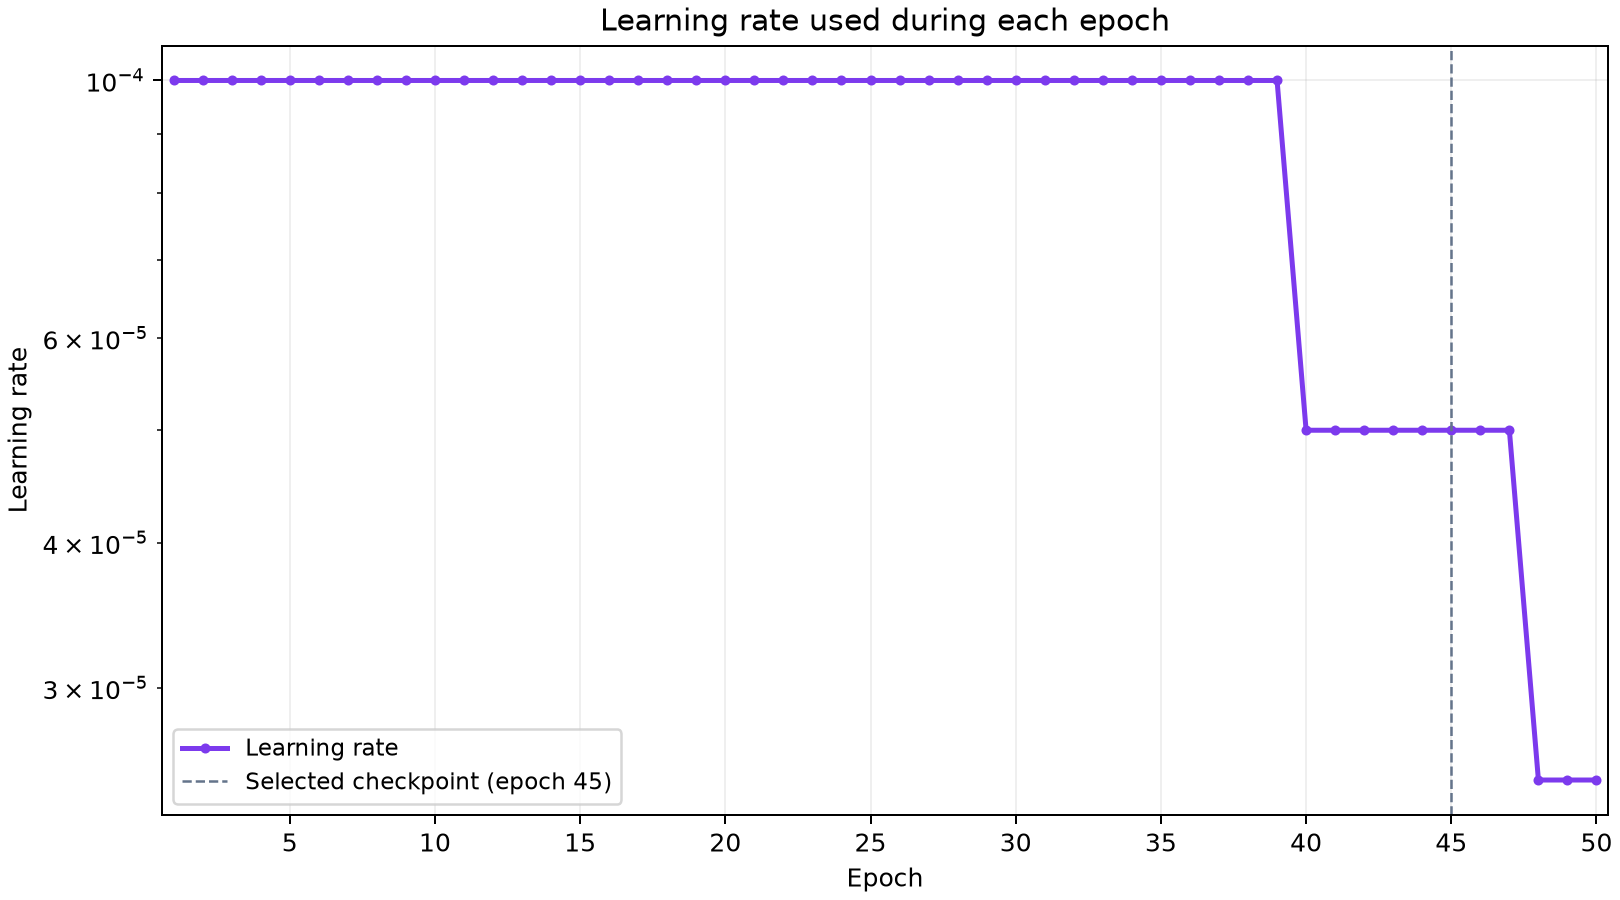 Learning rate used during each epoch
10⁻⁴
6 × 10⁻⁵
4 × 10⁻⁵
3 × 10⁻⁵
Learning rate
Learning rate
Selected checkpoint (epoch 45)
5 10 15 20 25 30 35 40 45 50
Epoch